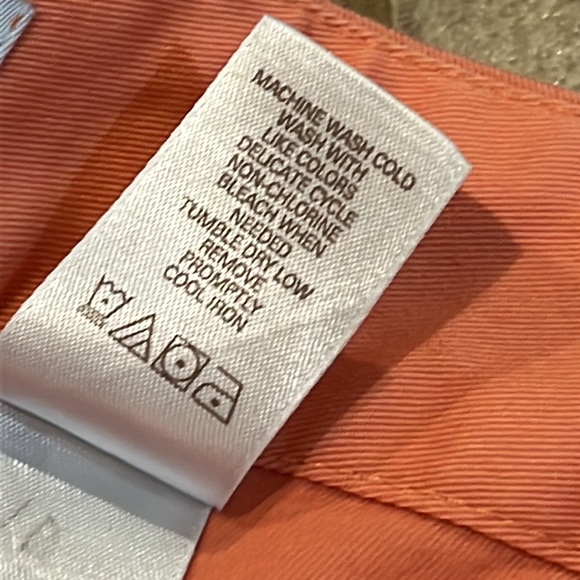 MACHINE WASH COLD
WASH WITH
LIKE COLORS
DELICATE CYCLE
NON-CHLORINE
BLEACH WHEN
NEEDED
TUMBLE DRY LOW
REMOVE
PROMPTLY
COOL IRON